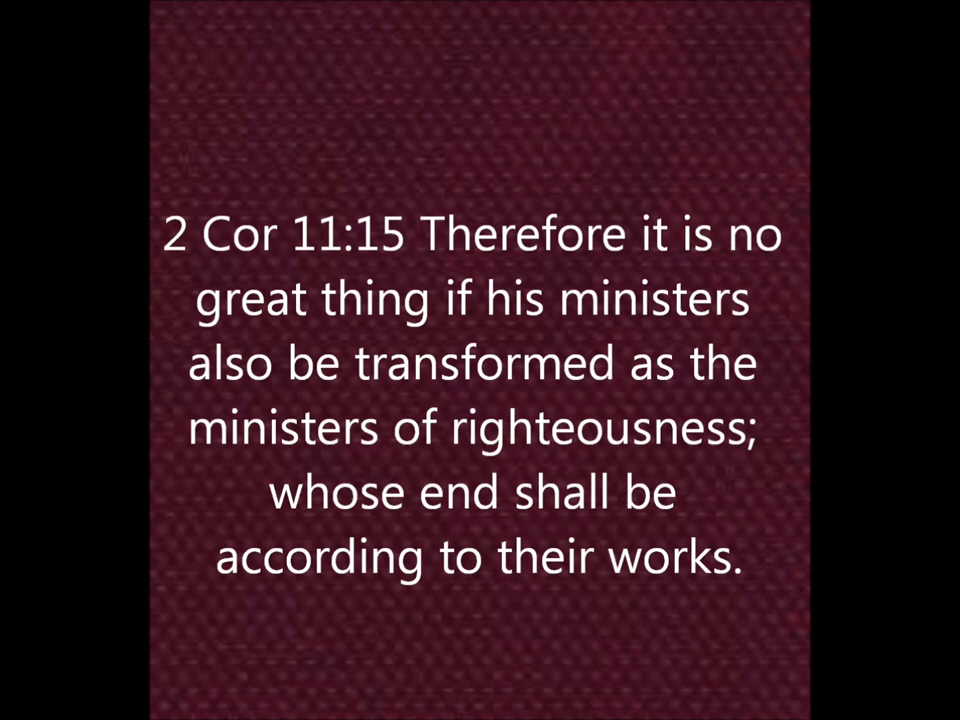 2 Cor 11:15 Therefore it is no
great thing if his ministers
also be transformed as the
ministers of righteousness;
whose end shall be
according to their works.